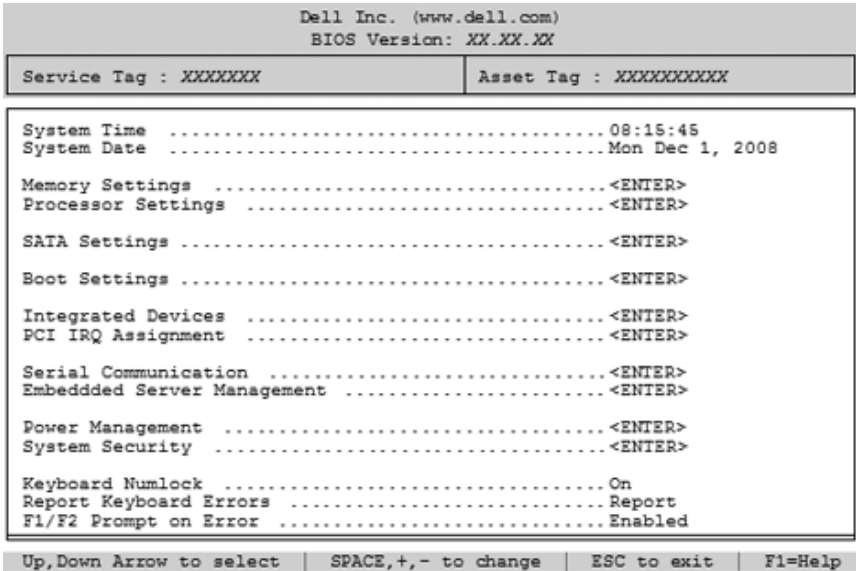 Dell Inc. (www.dell.com)
BIOS Version: XX.XX.XX
Service Tag : XXXXXXX
Asset Tag : XXXXXXXXXX
System Time ......................................08:15:45
System Date ......................................Mon Dec 1, 2008
Memory Settings ..................................<ENTER>
Processor Settings ...............................<ENTER>
SATA Settings .....................................<ENTER>
Boot Settings .....................................<ENTER>
Integrated Devices ...............................<ENTER>
PCI IRQ Assignment ...............................<ENTER>
Serial Communication .............................<ENTER>
Embeddded Server Management ......................<ENTER>
Power Management .................................<ENTER>
System Security ..................................<ENTER>
Keyboard Numlock .................................On
Report Keyboard Errors ...........................Report
F1/F2 Prompt on Error ............................Enabled
Up,Down Arrow to select | SPACE,+,- to change | ESC to exit | F1=Help